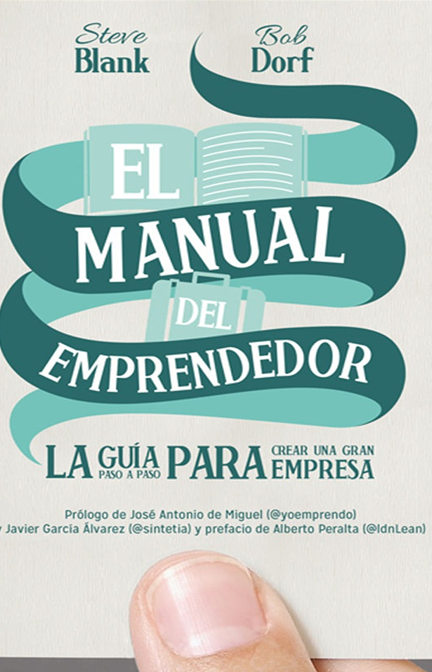 Steve Blank
Bob Dorf
EL
MANUAL
DEL
EMPRENDEDOR
LA GUÍA PASO A PASO PARA CREAR UNA GRAN EMPRESA
Prólogo de José Antonio de Miguel (@yoemprendo)
y Javier García Álvarez (@sintetia) y prefacio de Alberto Peralta (@ldnLean)